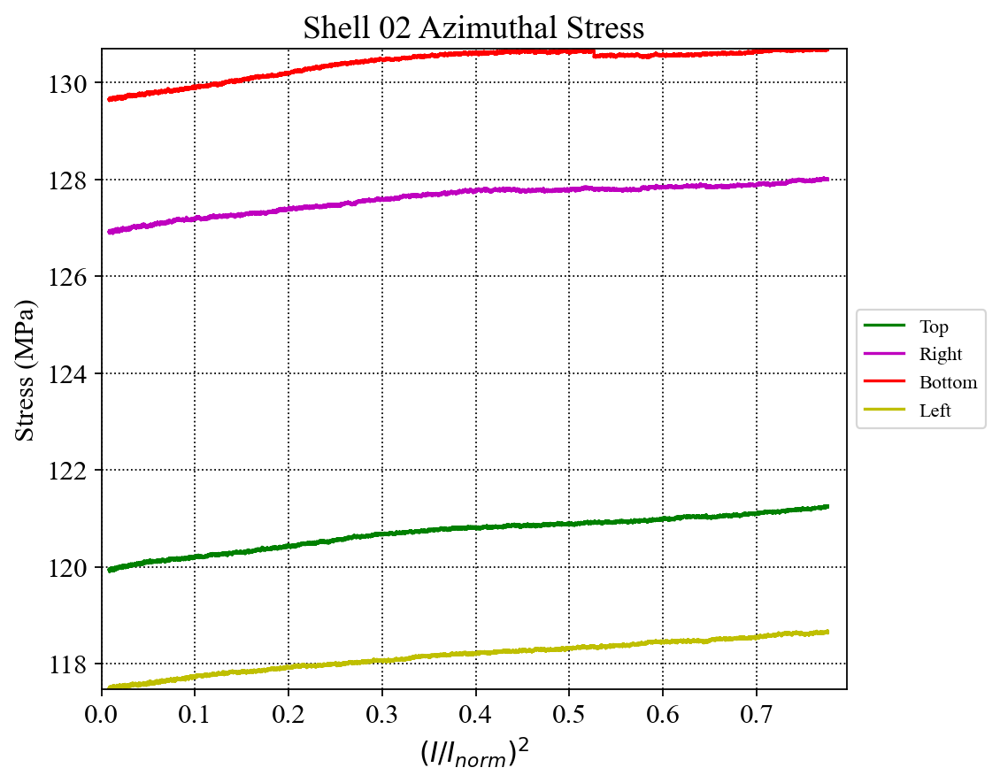 Shell 02 Azimuthal Stress
Stress (MPa)
130
128
126
124
122
120
118
0.0 0.1 0.2 0.3 0.4 0.5 0.6 0.7
(I/I_norm)^2
Top
Right
Bottom
Left